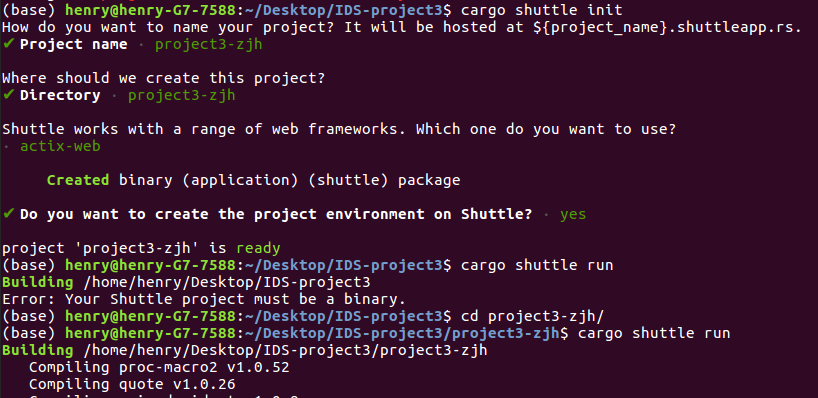 (base) henry@henry-G7-7588:~/Desktop/IDS-project3$ cargo shuttle init
How do you want to name your project? It will be hosted at ${project_name}.shuttleapp.rs.
✔ Project name · project3-zjh
Where should we create this project?
✔ Directory · project3-zjh
Shuttle works with a range of web frameworks. Which one do you want to use?
· actix-web
Created binary (application) (shuttle) package
✔ Do you want to create the project environment on Shuttle? · yes
project 'project3-zjh' is ready
(base) henry@henry-G7-7588:~/Desktop/IDS-project3$ cargo shuttle run
Building /home/henry/Desktop/IDS-project3
Error: Your Shuttle project must be a binary.
(base) henry@henry-G7-7588:~/Desktop/IDS-project3$ cd project3-zjh/
(base) henry@henry-G7-7588:~/Desktop/IDS-project3/project3-zjh$ cargo shuttle run
Building /home/henry/Desktop/IDS-project3/project3-zjh
Compiling proc-macro2 v1.0.52
Compiling quote v1.0.26